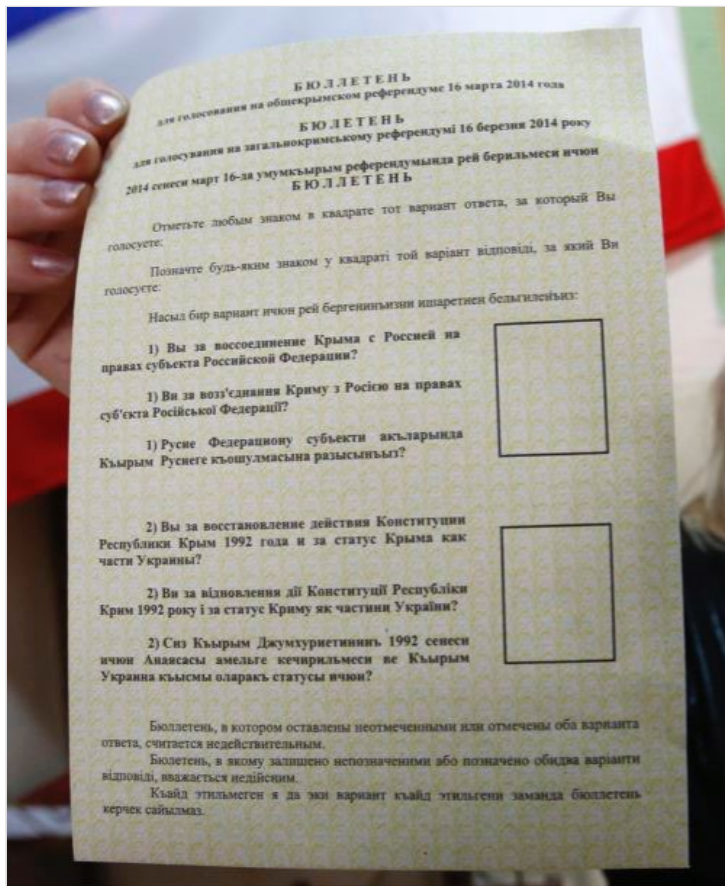 БЮЛЛЕТЕНЬ
для голосования на общекрымском референдуме 16 марта 2014 года
БЮЛЕТЕНЬ
для голосування на загальнокримському референдумі 16 березня 2014 року
2014 сенеси март 16-да умумкъырым референдумында рей берильмеси ичюн
БЮЛЛЕТЕНЬ
Отметьте любым знаком в квадрате тот вариант ответа, за который Вы
голосуете:
Позначте будь-яким знаком у квадраті той варіант відповіді, за який Ви
голосуєте:
Насыл бир вариант ичюн рей бергенинъизни ишаретнен бельгиленъиз:
1) Вы за воссоединение Крыма с Россией на
правах субъекта Российской Федерации?
1) Ви за возз'єднання Криму з Росією на правах
суб'єкта Російської Федерації?
1) Русие Федерациону субъекти акъларында
Къырым Русиеге къошулмасына разысынъыз?
2) Вы за восстановление действия Конституции
Республики Крым 1992 года и за статус Крыма как
части Украины?
2) Ви за відновлення дії Конституції Республіки
Крим 1992 року і за статус Криму як частини України?
2) Сиз Къырым Джумхуриетининъ 1992 сенеси
ичюн Анаясасы амельге кечирильмеси ве Къырым
Украина къысмы оларакъ статусы ичюн?
Бюллетень, в котором оставлены неотмеченными или отмечены оба варианта
ответа, считается недействительным.
Бюлетень, в якому залишено непозначеними або позначено обидва варіанти
відповіді, вважається недійсним.
Къайд этильмеген я да эки вариант къайд этильгени заманда бюллетень
керчек сайылмаз.